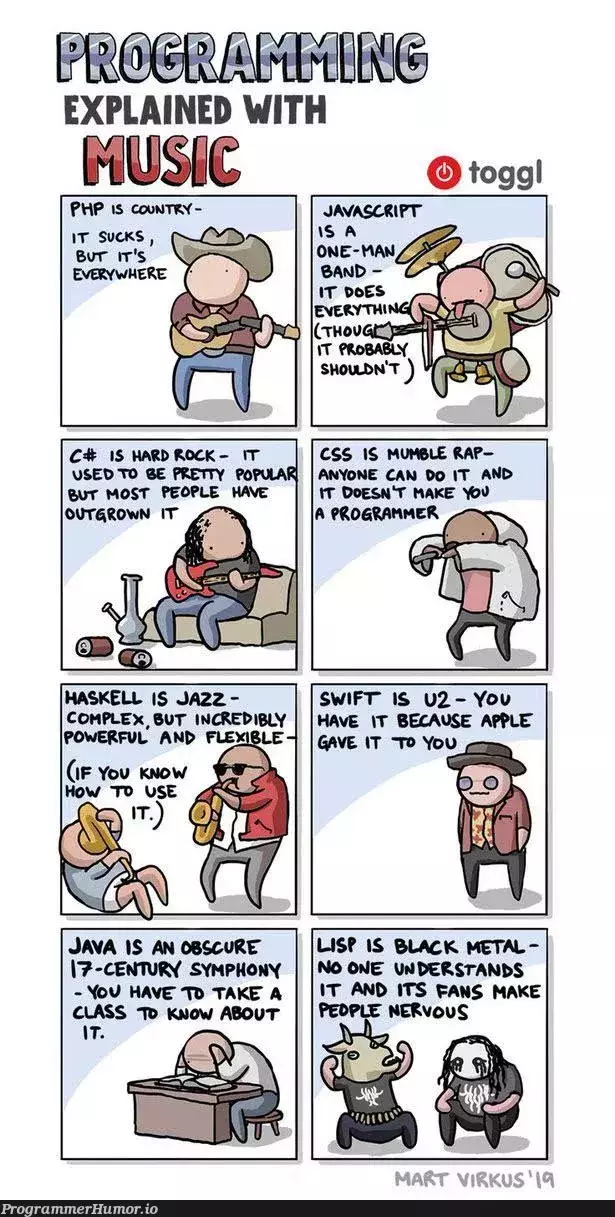 PROGRAMMING
EXPLAINED WITH
MUSIC
toggl
PHP IS COUNTRY-
IT SUCKS,
BUT IT'S
EVERYWHERE
JAVASCRIPT
IS A
ONE-MAN
BAND -
IT DOES
EVERYTHING
(THOUG
IT PROBABLY
SHOULDN'T)
C# IS HARD ROCK - IT
USED TO BE PRETTY POPULAR
BUT MOST PEOPLE HAVE
OUTGROWN IT
CSS IS MUMBLE RAP-
ANYONE CAN DO IT AND
IT DOESN'T MAKE YOU
A PROGRAMMER
HASKELL IS JAZZ -
COMPLEX, BUT INCREDIBLY
POWERFUL AND FLEXIBLE-
(IF YOU KNOW
HOW TO USE
IT.)
SWIFT IS U2 - YOU
HAVE IT BECAUSE APPLE
GAVE IT TO YOU
JAVA IS AN OBSCURE
17-CENTURY SYMPHONY
- YOU HAVE TO TAKE A
CLASS TO KNOW ABOUT
IT.
LISP IS BLACK METAL-
NO ONE UNDERSTANDS
IT AND ITS FANS MAKE
PEOPLE NERVOUS
MART VIRKUS '19
ProgrammerHumor.io